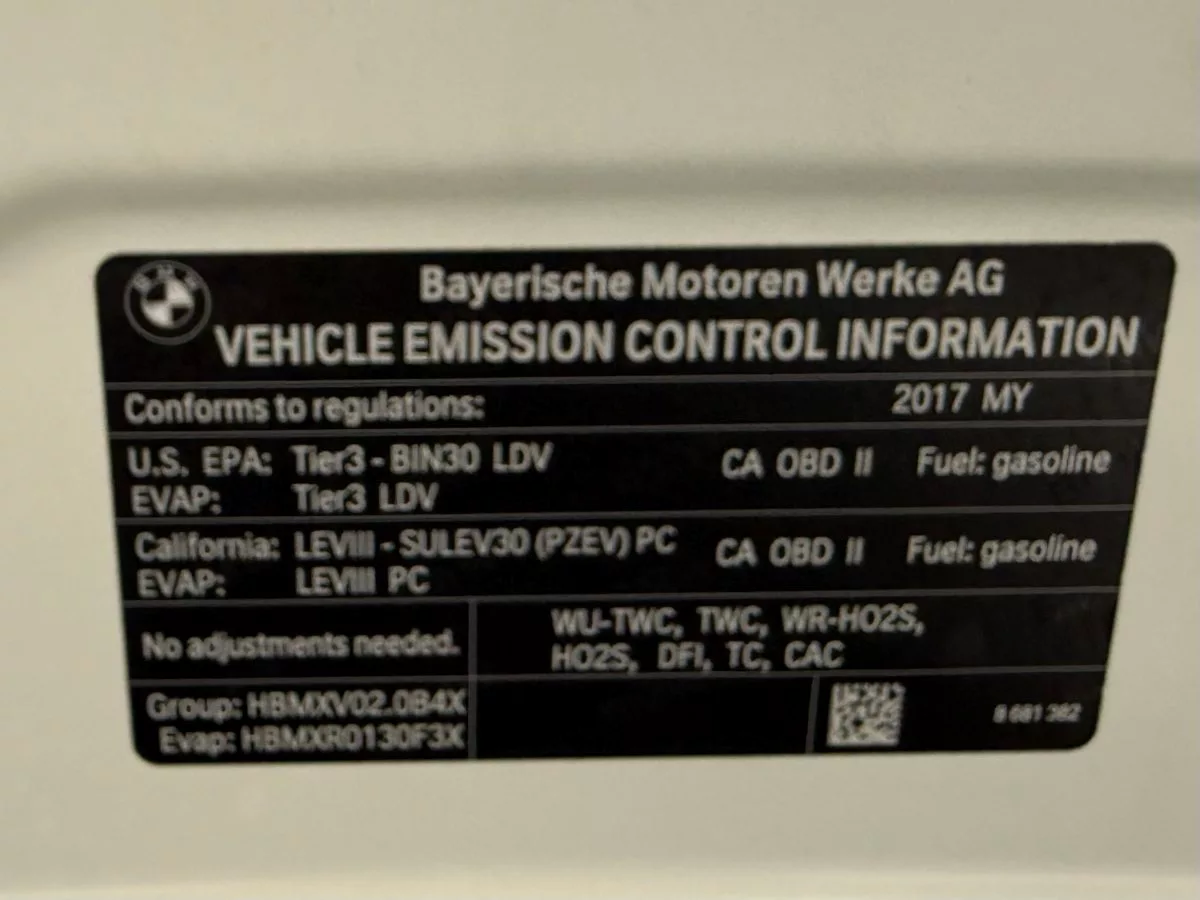 BMW
Bayerische Motoren Werke AG
VEHICLE EMISSION CONTROL INFORMATION
Conforms to regulations: 2017 MY
U.S. EPA: Tier3 - BIN30 LDV CA OBD II Fuel: gasoline
EVAP: Tier3 LDV
California: LEVIII - SULEV30 (PZEV) PC CA OBD II Fuel: gasoline
EVAP: LEVIII PC
No adjustments needed.
WU-TWC, TWC, WR-HO2S,
HO2S, DFI, TC, CAC
Group: HBMXV02.0B4X
Evap: HBMXR0130F3X
8 681 382